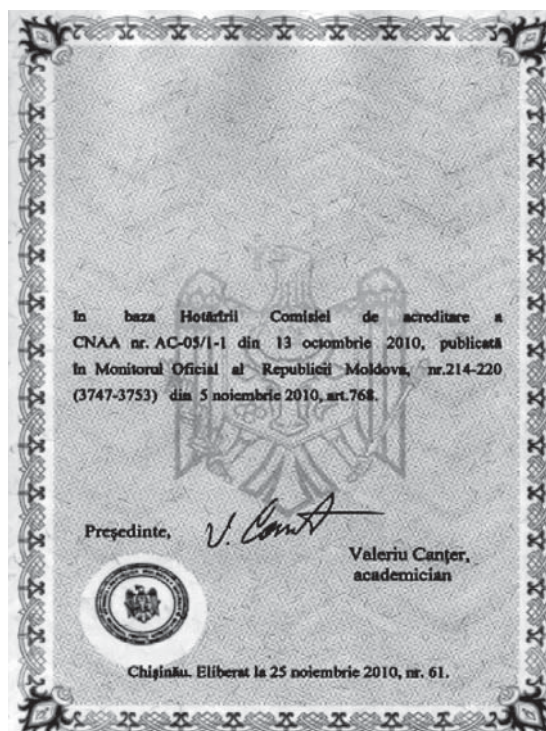 În baza Hotărîrii Comisiei de acreditare a
CNAA nr. AC-05/1-1 din 13 octombrie 2010, publicată
în Monitorul Oficial al Republicii Moldova, nr.214-220
(3747-3753) din 5 noiembrie 2010, art.768.
Preşedinte,
V. Canţ
Valeriu Canţer,
academician
Chişinău. Eliberat la 25 noiembrie 2010, nr. 61.